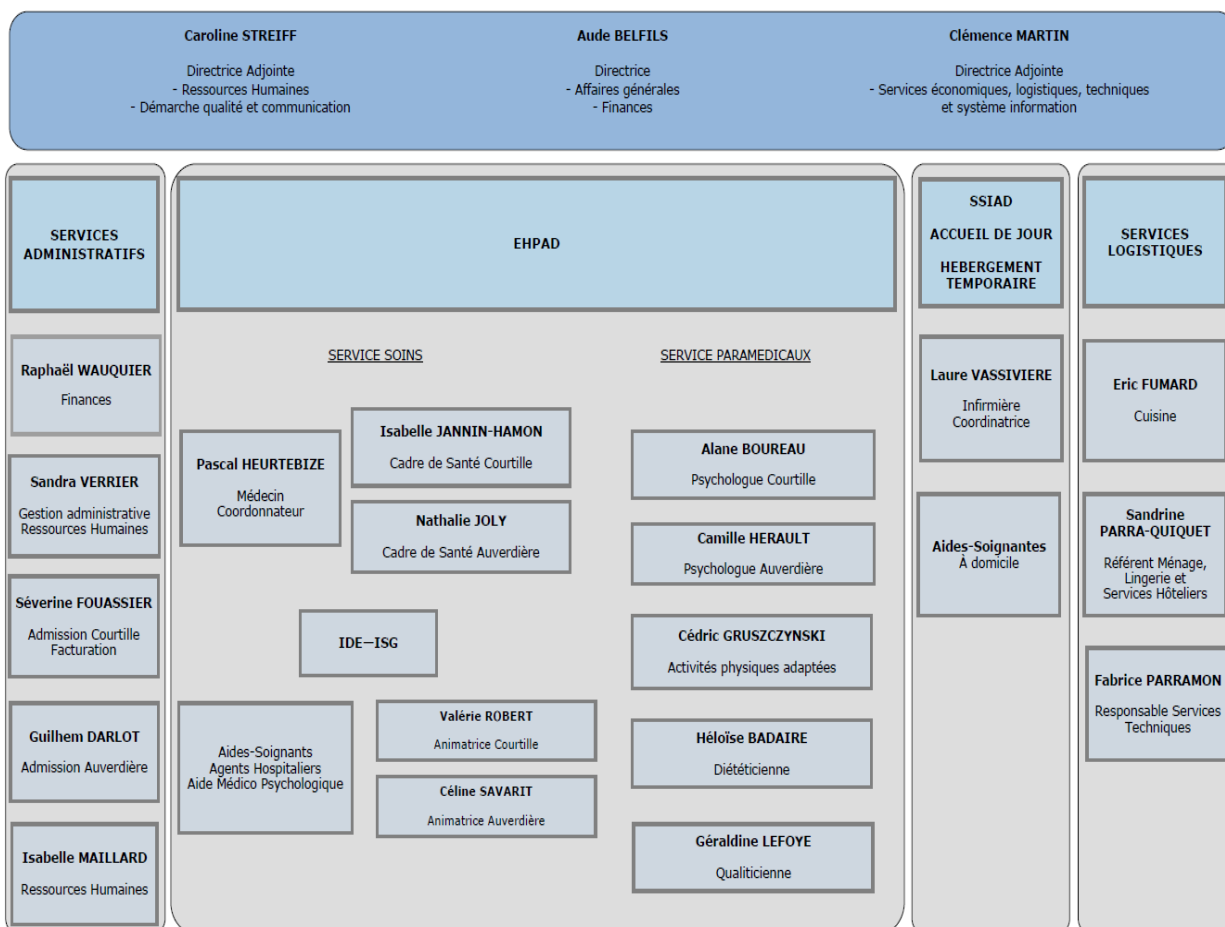 Caroline STREIFF
Directrice Adjointe
- Ressources Humaines
- Démarche qualité et communication
Aude BELFILS
Directrice
- Affaires générales
- Finances
Clémence MARTIN
Directrice Adjointe
- Services économiques, logistiques, techniques
et système information
SERVICES
ADMINISTRATIFS
Raphaël WAUQUIER
Finances
Sandra VERRIER
Gestion administrative
Ressources Humaines
Séverine FOUASSIER
Admission Courtille
Facturation
Guilhem DARLOT
Admission Auverdière
Isabelle MAILLARD
Ressources Humaines
EHPAD
SERVICE SOINS
Pascal HEURTEBIZE
Médecin
Coordonnateur
Isabelle JANNIN-HAMON
Cadre de Santé Courtille
Nathalie JOLY
Cadre de Santé Auverdière
IDE—ISG
Aides-Soignants
Agents Hospitaliers
Aide Médico Psychologique
Valérie ROBERT
Animatrice Courtille
Céline SAVARIT
Animatrice Auverdière
SERVICE PARAMEDICAUX
Alane BOUREAU
Psychologue Courtille
Camille HERAULT
Psychologue Auverdière
Cédric GRUSZCZYNSKI
Activités physiques adaptées
Héloïse BADAIRE
Diététicienne
Géraldine LEFOYE
Qualiticienne
SSIAD
ACCUEIL DE JOUR
HEBERGEMENT
TEMPORAIRE
Laure VASSIVIERE
Infirmière
Coordinatrice
Aides-Soignantes
À domicile
SERVICES
LOGISTIQUES
Eric FUMARD
Cuisine
Sandrine
PARRA-QUIQUET
Référent Ménage,
Lingerie et
Services Hôteliers
Fabrice PARRAMON
Responsable Services
Techniques